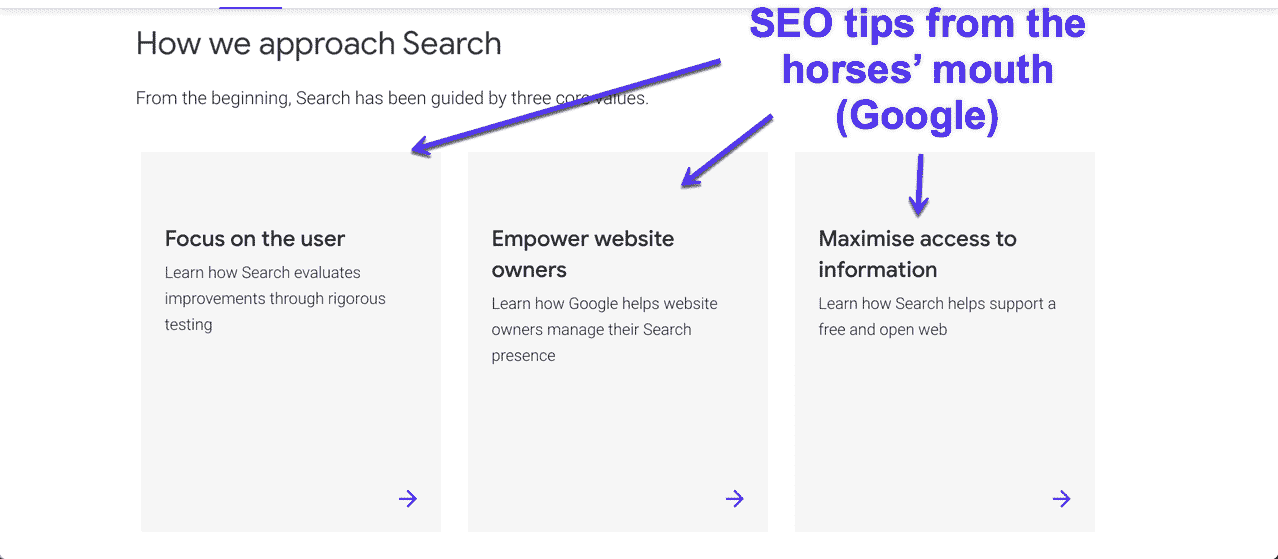 SEO tips from the
horses’ mouth
(Google)
How we approach Search
From the beginning, Search has been guided by three core values.
Focus on the user
Learn how Search evaluates
improvements through rigorous
testing
Empower website
owners
Learn how Google helps website
owners manage their Search
presence
Maximise access to
information
Learn how Search helps support a
free and open web